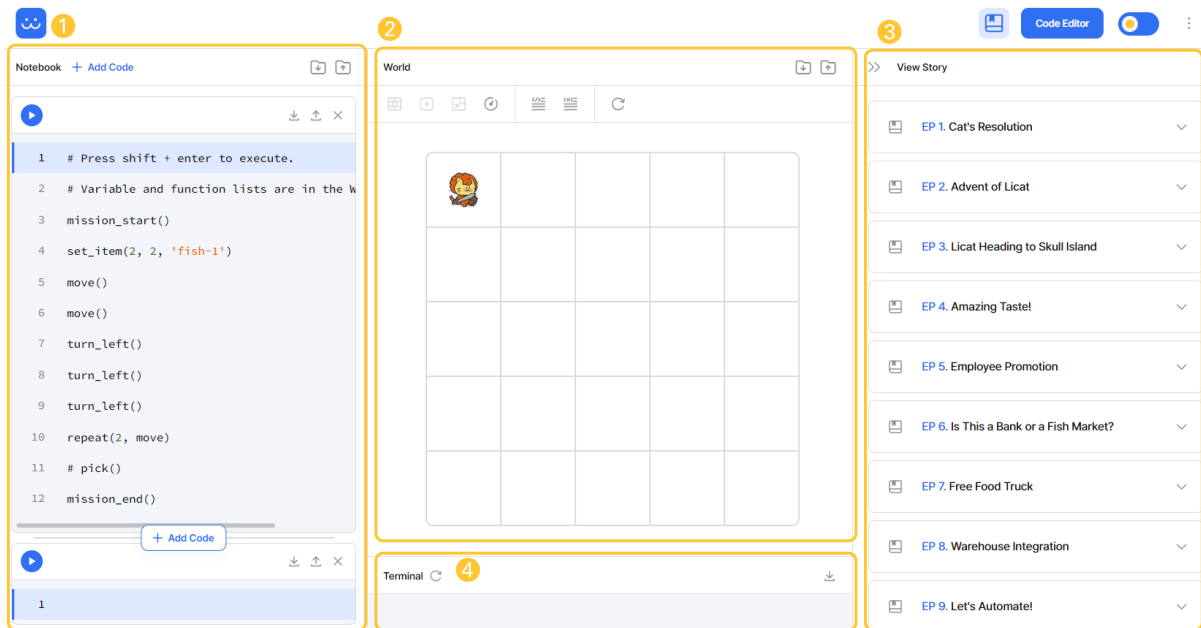 1
2
3
Code Editor
Notebook + Add Code
World
View Story
1 # Press shift + enter to execute.
2 # Variable and function lists are in the W
3 mission_start()
4 set_item(2, 2, 'fish-1')
5 move()
6 move()
7 turn_left()
8 turn_left()
9 turn_left()
10 repeat(2, move)
11 # pick()
12 mission_end()
+ Add Code
1
EP 1. Cat's Resolution
EP 2. Advent of Licat
EP 3. Licat Heading to Skull Island
EP 4. Amazing Taste!
EP 5. Employee Promotion
EP 6. Is This a Bank or a Fish Market?
EP 7. Free Food Truck
EP 8. Warehouse Integration
EP 9. Let's Automate!
Terminal
4